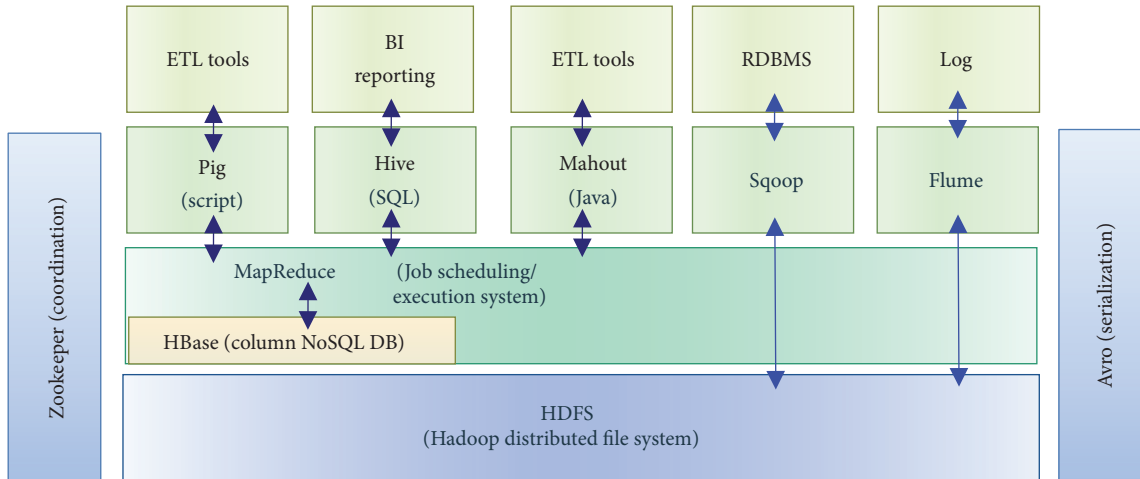 ETL tools
BI
reporting
ETL tools
RDBMS
Log
Pig
(script)
Hive
(SQL)
Mahout
(Java)
Sqoop
Flume
Zookeeper (coordination)
MapReduce
(Job scheduling/
execution system)
HBase (column NoSQL DB)
Avro (serialization)
HDFS
(Hadoop distributed file system)